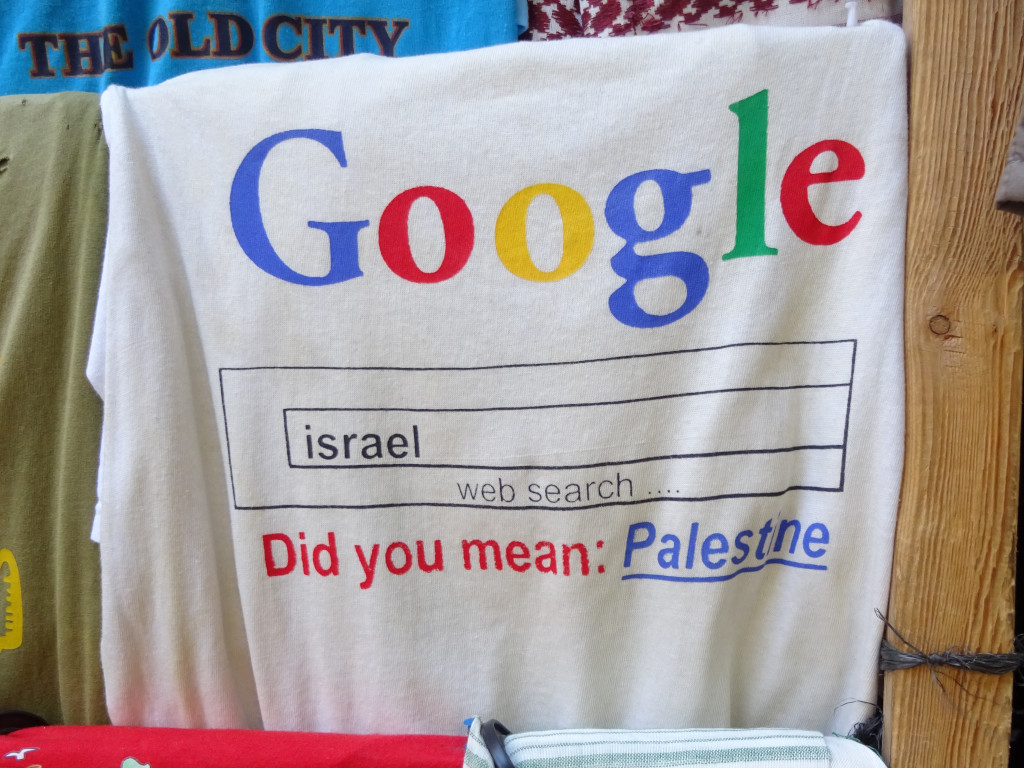 THE OLD CITY
Google
israel
web search ....
Did you mean: Palestine